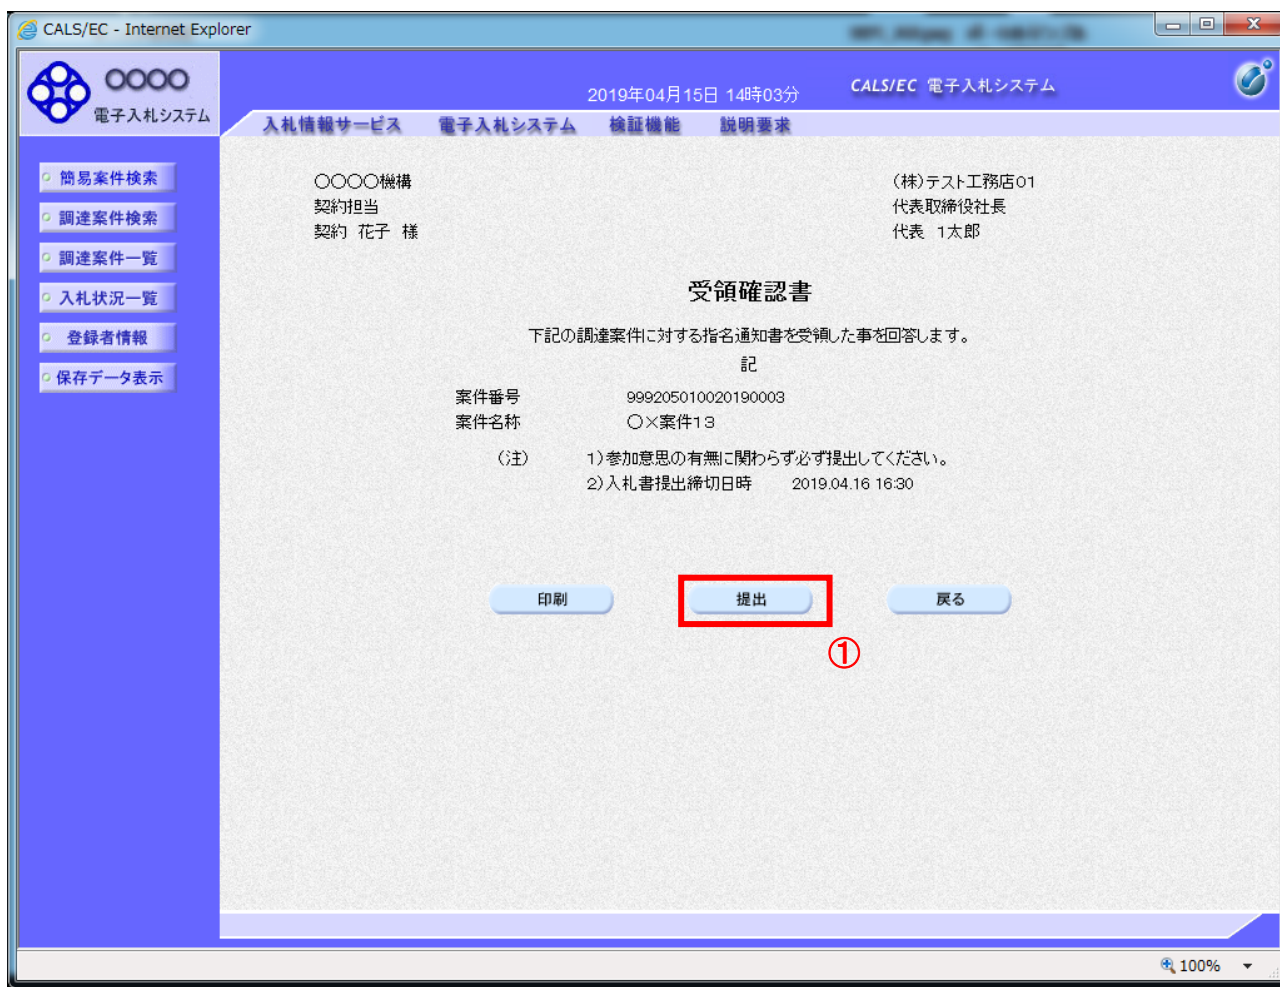 CALS/EC - Internet Explorer
〇〇〇〇
電子入札システム
2019年04月15日 14時03分
CALS/EC 電子入札システム
入札情報サービス 電子入札システム 検証機能 説明要求
簡易案件検索
調達案件検索
調達案件一覧
入札状況一覧
登録者情報
保存データ表示
〇〇〇〇機構
契約担当
契約 花子 様
(株)テスト工務店01
代表取締役社長
代表 1太郎
受領確認書
下記の調達案件に対する指名通知書を受領した事を回答します。
記
案件番号 999205010020190003
案件名称 〇×案件13
(注) 1)参加意思の有無に関わらず必ず提出してください。
2)入札書提出締切日時 2019.04.16 16:30
印刷 提出 戻る
①
100%